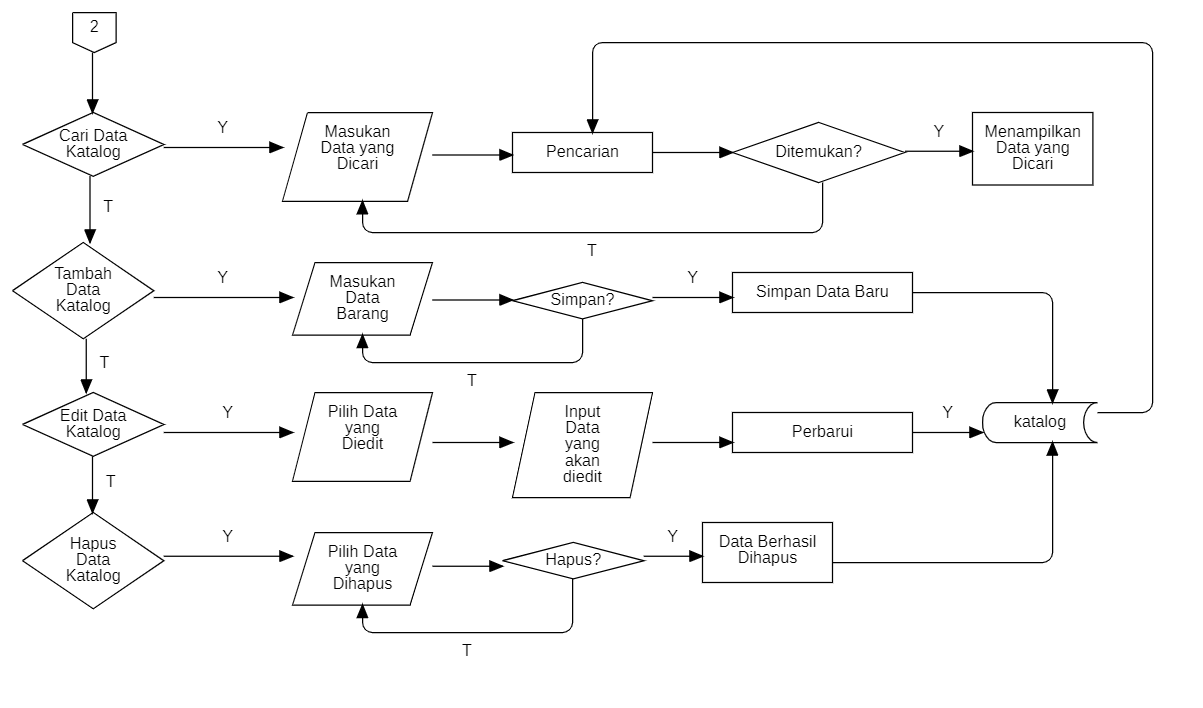 2
Cari Data
Katalog
Y
Masukan
Data yang
Dicari
Pencarian
Ditemukan?
Y
Menampilkan
Data yang
Dicari
T
T
Tambah
Data
Katalog
Y
Masukan
Data
Barang
Simpan?
Y
Simpan Data Baru
T
T
Edit Data
Katalog
Y
Pilih Data
yang
Diedit
Input
Data
yang
akan
diedit
Perbarui
Y
katalog
T
Hapus
Data
Katalog
Y
Pilih Data
yang
Dihapus
Hapus?
Y
Data Berhasil
Dihapus
T